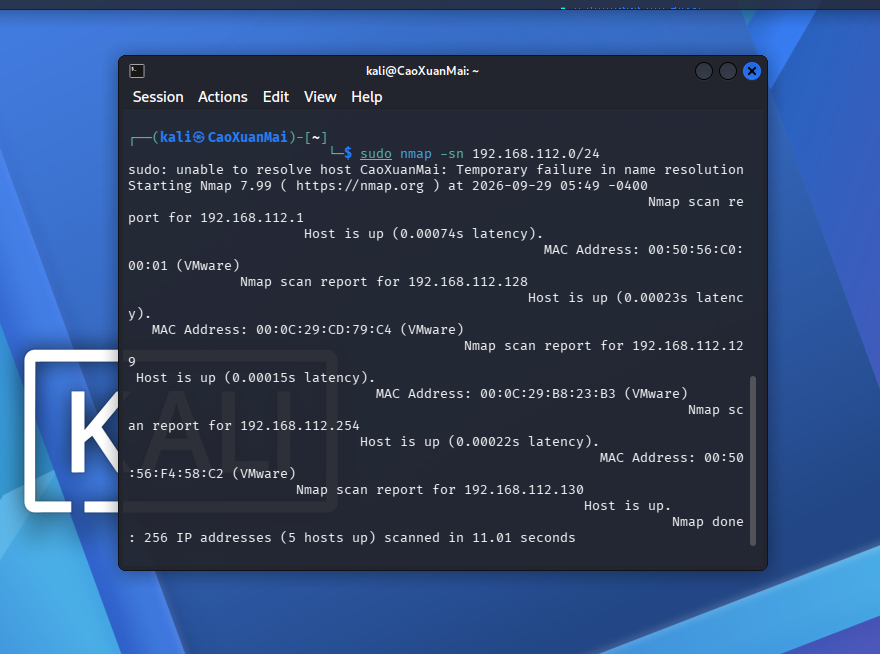 kali@CaoXuanMai: ~
Session Actions Edit View Help
┌──(kali㉿CaoXuanMai)-[~]
└─$ sudo nmap -sn 192.168.112.0/24
sudo: unable to resolve host CaoXuanMai: Temporary failure in name resolution
Starting Nmap 7.99 ( https://nmap.org ) at 2026-09-29 05:49 -0400
Nmap scan re
port for 192.168.112.1
Host is up (0.00074s latency).
MAC Address: 00:50:56:C0:
00:01 (VMware)
Nmap scan report for 192.168.112.128
Host is up (0.00023s latenc
y).
MAC Address: 00:0C:29:CD:79:C4 (VMware)
Nmap scan report for 192.168.112.12
9
Host is up (0.00015s latency).
MAC Address: 00:0C:29:B8:23:B3 (VMware)
Nmap sc
an report for 192.168.112.254
Host is up (0.00022s latency).
MAC Address: 00:50
:56:F4:58:C2 (VMware)
Nmap scan report for 192.168.112.130
Host is up.
Nmap done
: 256 IP addresses (5 hosts up) scanned in 11.01 seconds
KALI